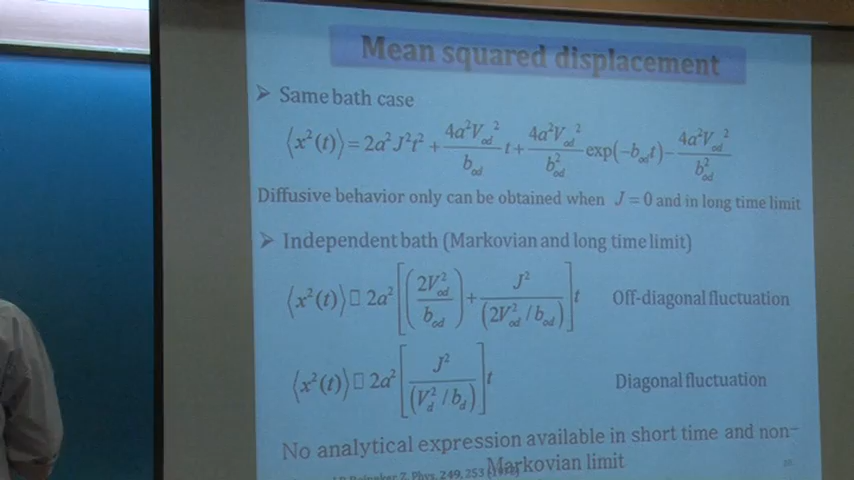 Mean squared displacement
➢ Same bath case
⟨x²(t)⟩ = 2a²J²t² + 4a²V_od²/b_od t + 4a²V_od²/b_od² exp(−b_od t) − 4a²V_od²/b_od²
Diffusive behavior only can be obtained when J = 0 and in long time limit
➢ Independent bath (Markovian and long time limit)
⟨x²(t)⟩ □ 2a² [(2V_od²/b_od) + J²/(2V_od²/b_od)] t Off-diagonal fluctuation
⟨x²(t)⟩ □ 2a² [J²/(V_d²/b_d)] t Diagonal fluctuation
No analytical expression available in short time and non-
Markovian limit
Z. Phys. 249, 253